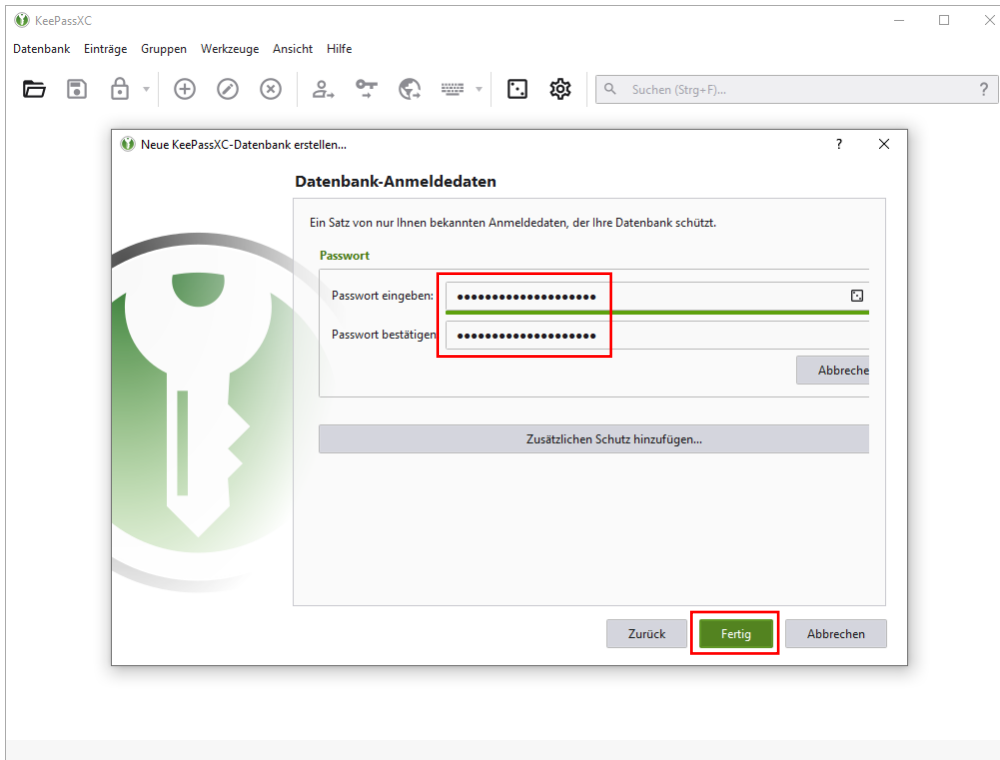 KeePassXC
Datenbank Einträge Gruppen Werkzeuge Ansicht Hilfe
Suchen (Strg+F)... ?
Neue KeePassXC-Datenbank erstellen... ?
Datenbank-Anmeldedaten
Ein Satz von nur Ihnen bekannten Anmeldedaten, der Ihre Datenbank schützt.
Passwort
Passwort eingeben: ●●●●●●●●●●●●●●●●●●●●
Passwort bestätigen ●●●●●●●●●●●●●●●●●●●●
Abbreche
Zusätzlichen Schutz hinzufügen...
Zurück Fertig Abbrechen